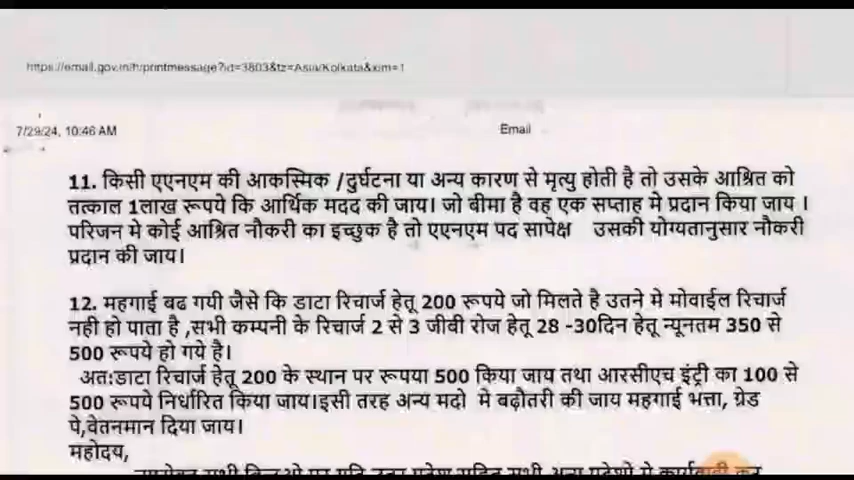 https://email.gov.in/h/printmessage?id=3803&tz=Asia/Kolkata&xim=1
7/29/24, 10:46 AM
Email
11. किसी एएनएम की आकस्मिक /दुर्घटना या अन्य कारण से मृत्यु होती है तो उसके आश्रित को
तत्काल 1लाख रूपये कि आर्थिक मदद की जाय। जो बीमा है वह एक सप्ताह मे प्रदान किया जाय ।
परिजन मे कोई आश्रित नौकरी का इच्छुक है तो एएनएम पद सापेक्ष उसकी योग्यतानुसार नौकरी
प्रदान की जाय।
12. महगाई बढ गयी जैसे कि डाटा रिचार्ज हेतू 200 रूपये जो मिलते है उतने मे मोवाईल रिचार्ज
नही हो पाता है ,सभी कम्पनी के रिचार्ज 2 से 3 जीवी रोज हेतू 28 -30दिन हेतू न्यूनतम 350 से
500 रूपये हो गये है।
अत:डाटा रिचार्ज हेतू 200 के स्थान पर रूपया 500 किया जाय तथा आरसीएच इंट्री का 100 से
500 रूपये निर्धारित किया जाय।इसी तरह अन्य मदो मे बढ़ौतरी की जाय महगाई भत्ता, ग्रेड
पे,वेतनमान दिया जाय।
महोदय,